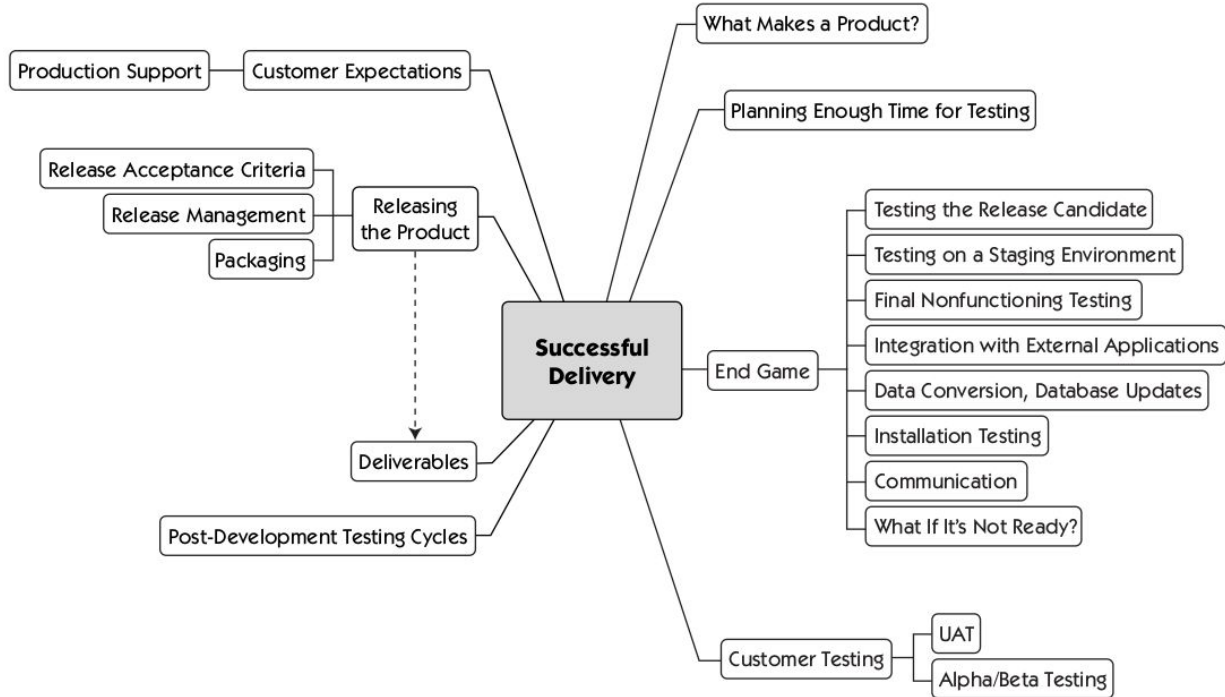 What Makes a Product?
Production Support
Customer Expectations
Planning Enough Time for Testing
Release Acceptance Criteria
Release Management
Packaging
Releasing
the Product
Testing the Release Candidate
Testing on a Staging Environment
Final Nonfunctioning Testing
Integration with External Applications
Data Conversion, Database Updates
Installation Testing
Communication
What If It's Not Ready?
Successful
Delivery
End Game
Deliverables
Post-Development Testing Cycles
Customer Testing
UAT
Alpha/Beta Testing